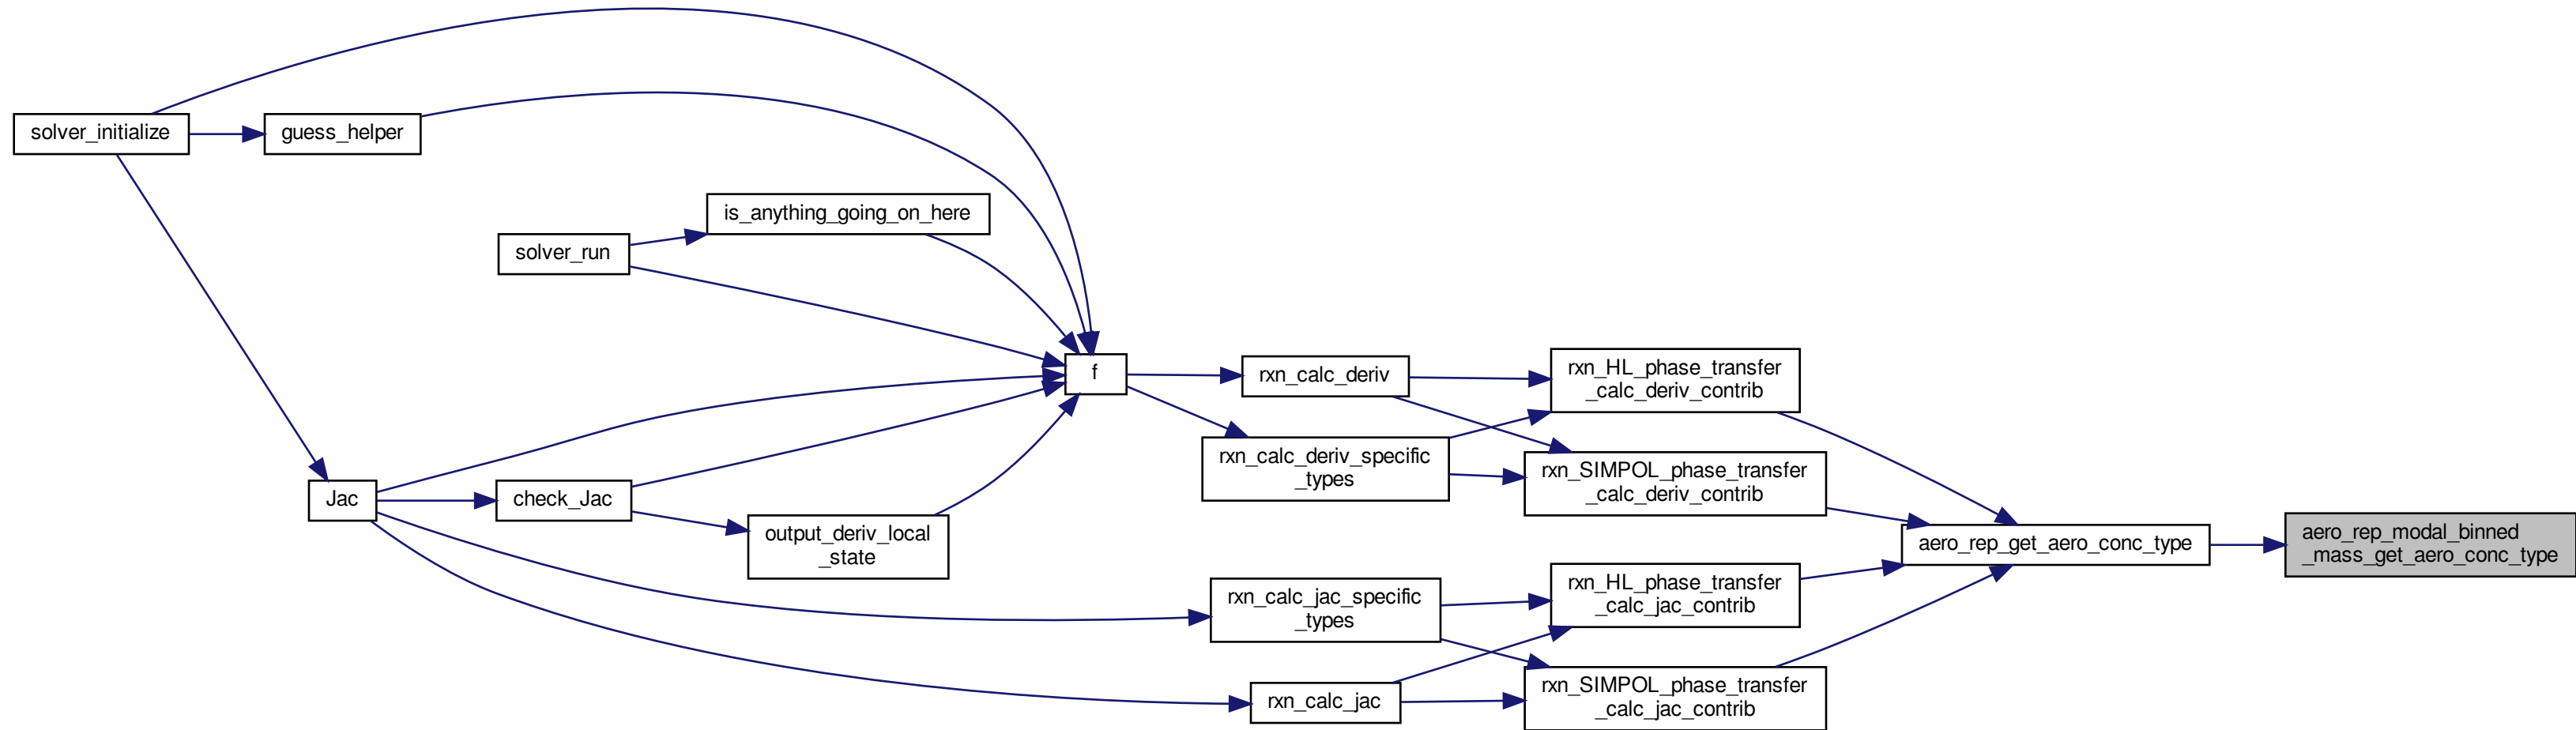 solver_initialize
guess_helper
is_anything_going_on_here
solver_run
f
rxn_calc_deriv
rxn_HL_phase_transfer
_calc_deriv_contrib
rxn_calc_deriv_specific
_types
rxn_SIMPOL_phase_transfer
_calc_deriv_contrib
Jac
check_Jac
output_deriv_local
_state
aero_rep_get_aero_conc_type
aero_rep_modal_binned
_mass_get_aero_conc_type
rxn_calc_jac_specific
_types
rxn_HL_phase_transfer
_calc_jac_contrib
rxn_calc_jac
rxn_SIMPOL_phase_transfer
_calc_jac_contrib